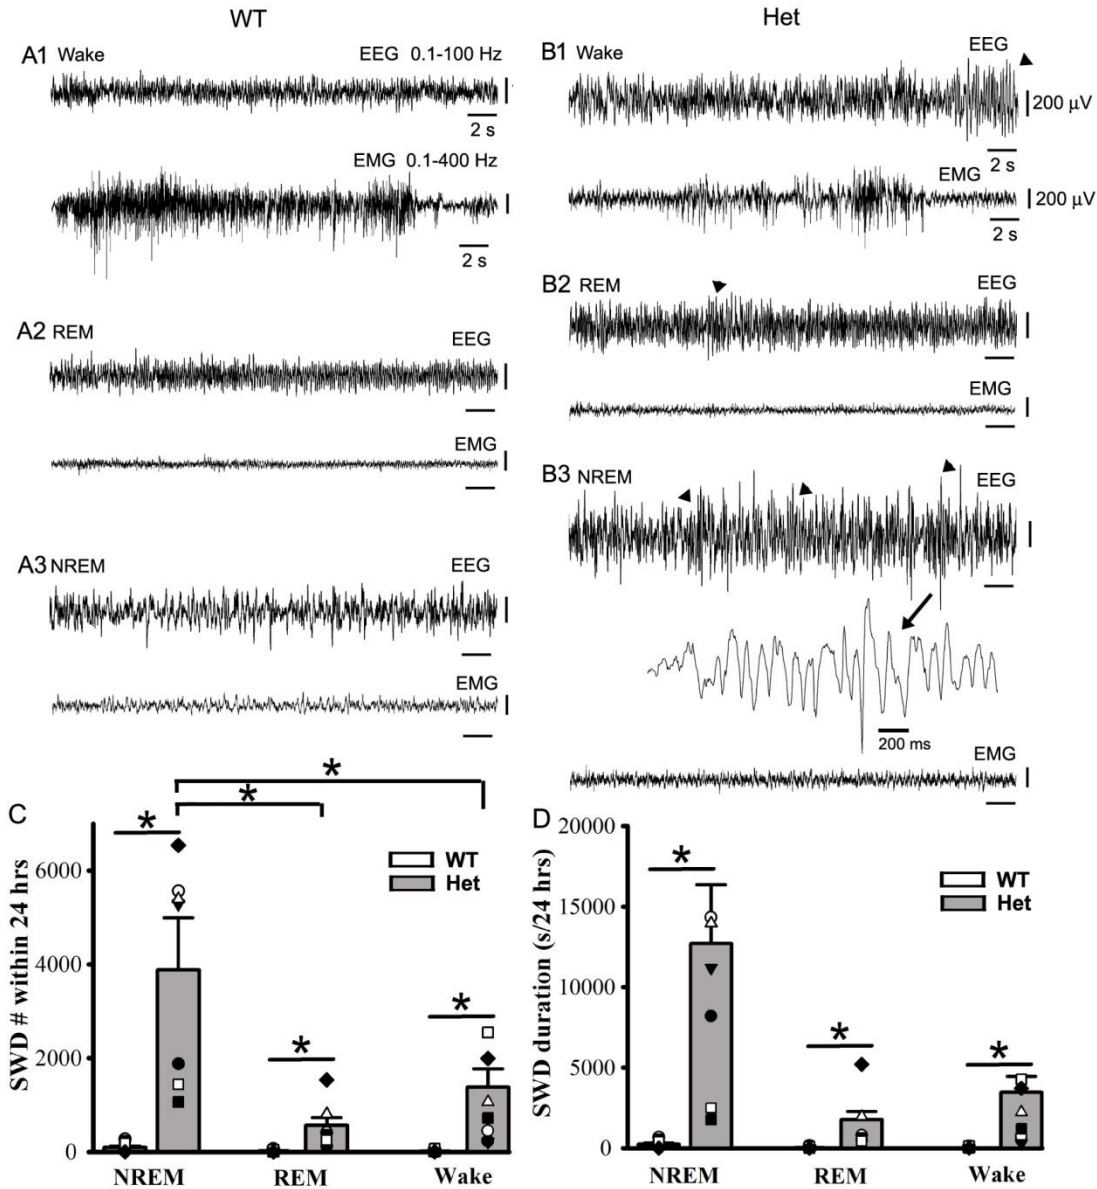 WT
A1 Wake
EEG 0.1-100 Hz
2 s
EMG 0.1-400 Hz
2 s
A2 REM
EEG
EMG
A3 NREM
EEG
EMG
Het
B1 Wake
EEG
200 µV
2 s
EMG
200 µV
2 s
B2 REM
EEG
EMG
B3 NREM
EEG
200 ms
EMG
C
SWD # within 24 hrs
6000
4000
2000
0
* * * * *
WT
Het
NREM REM Wake
D
SWD duration (s/24 hrs)
20000
15000
10000
5000
0
* * *
WT
Het
NREM REM Wake